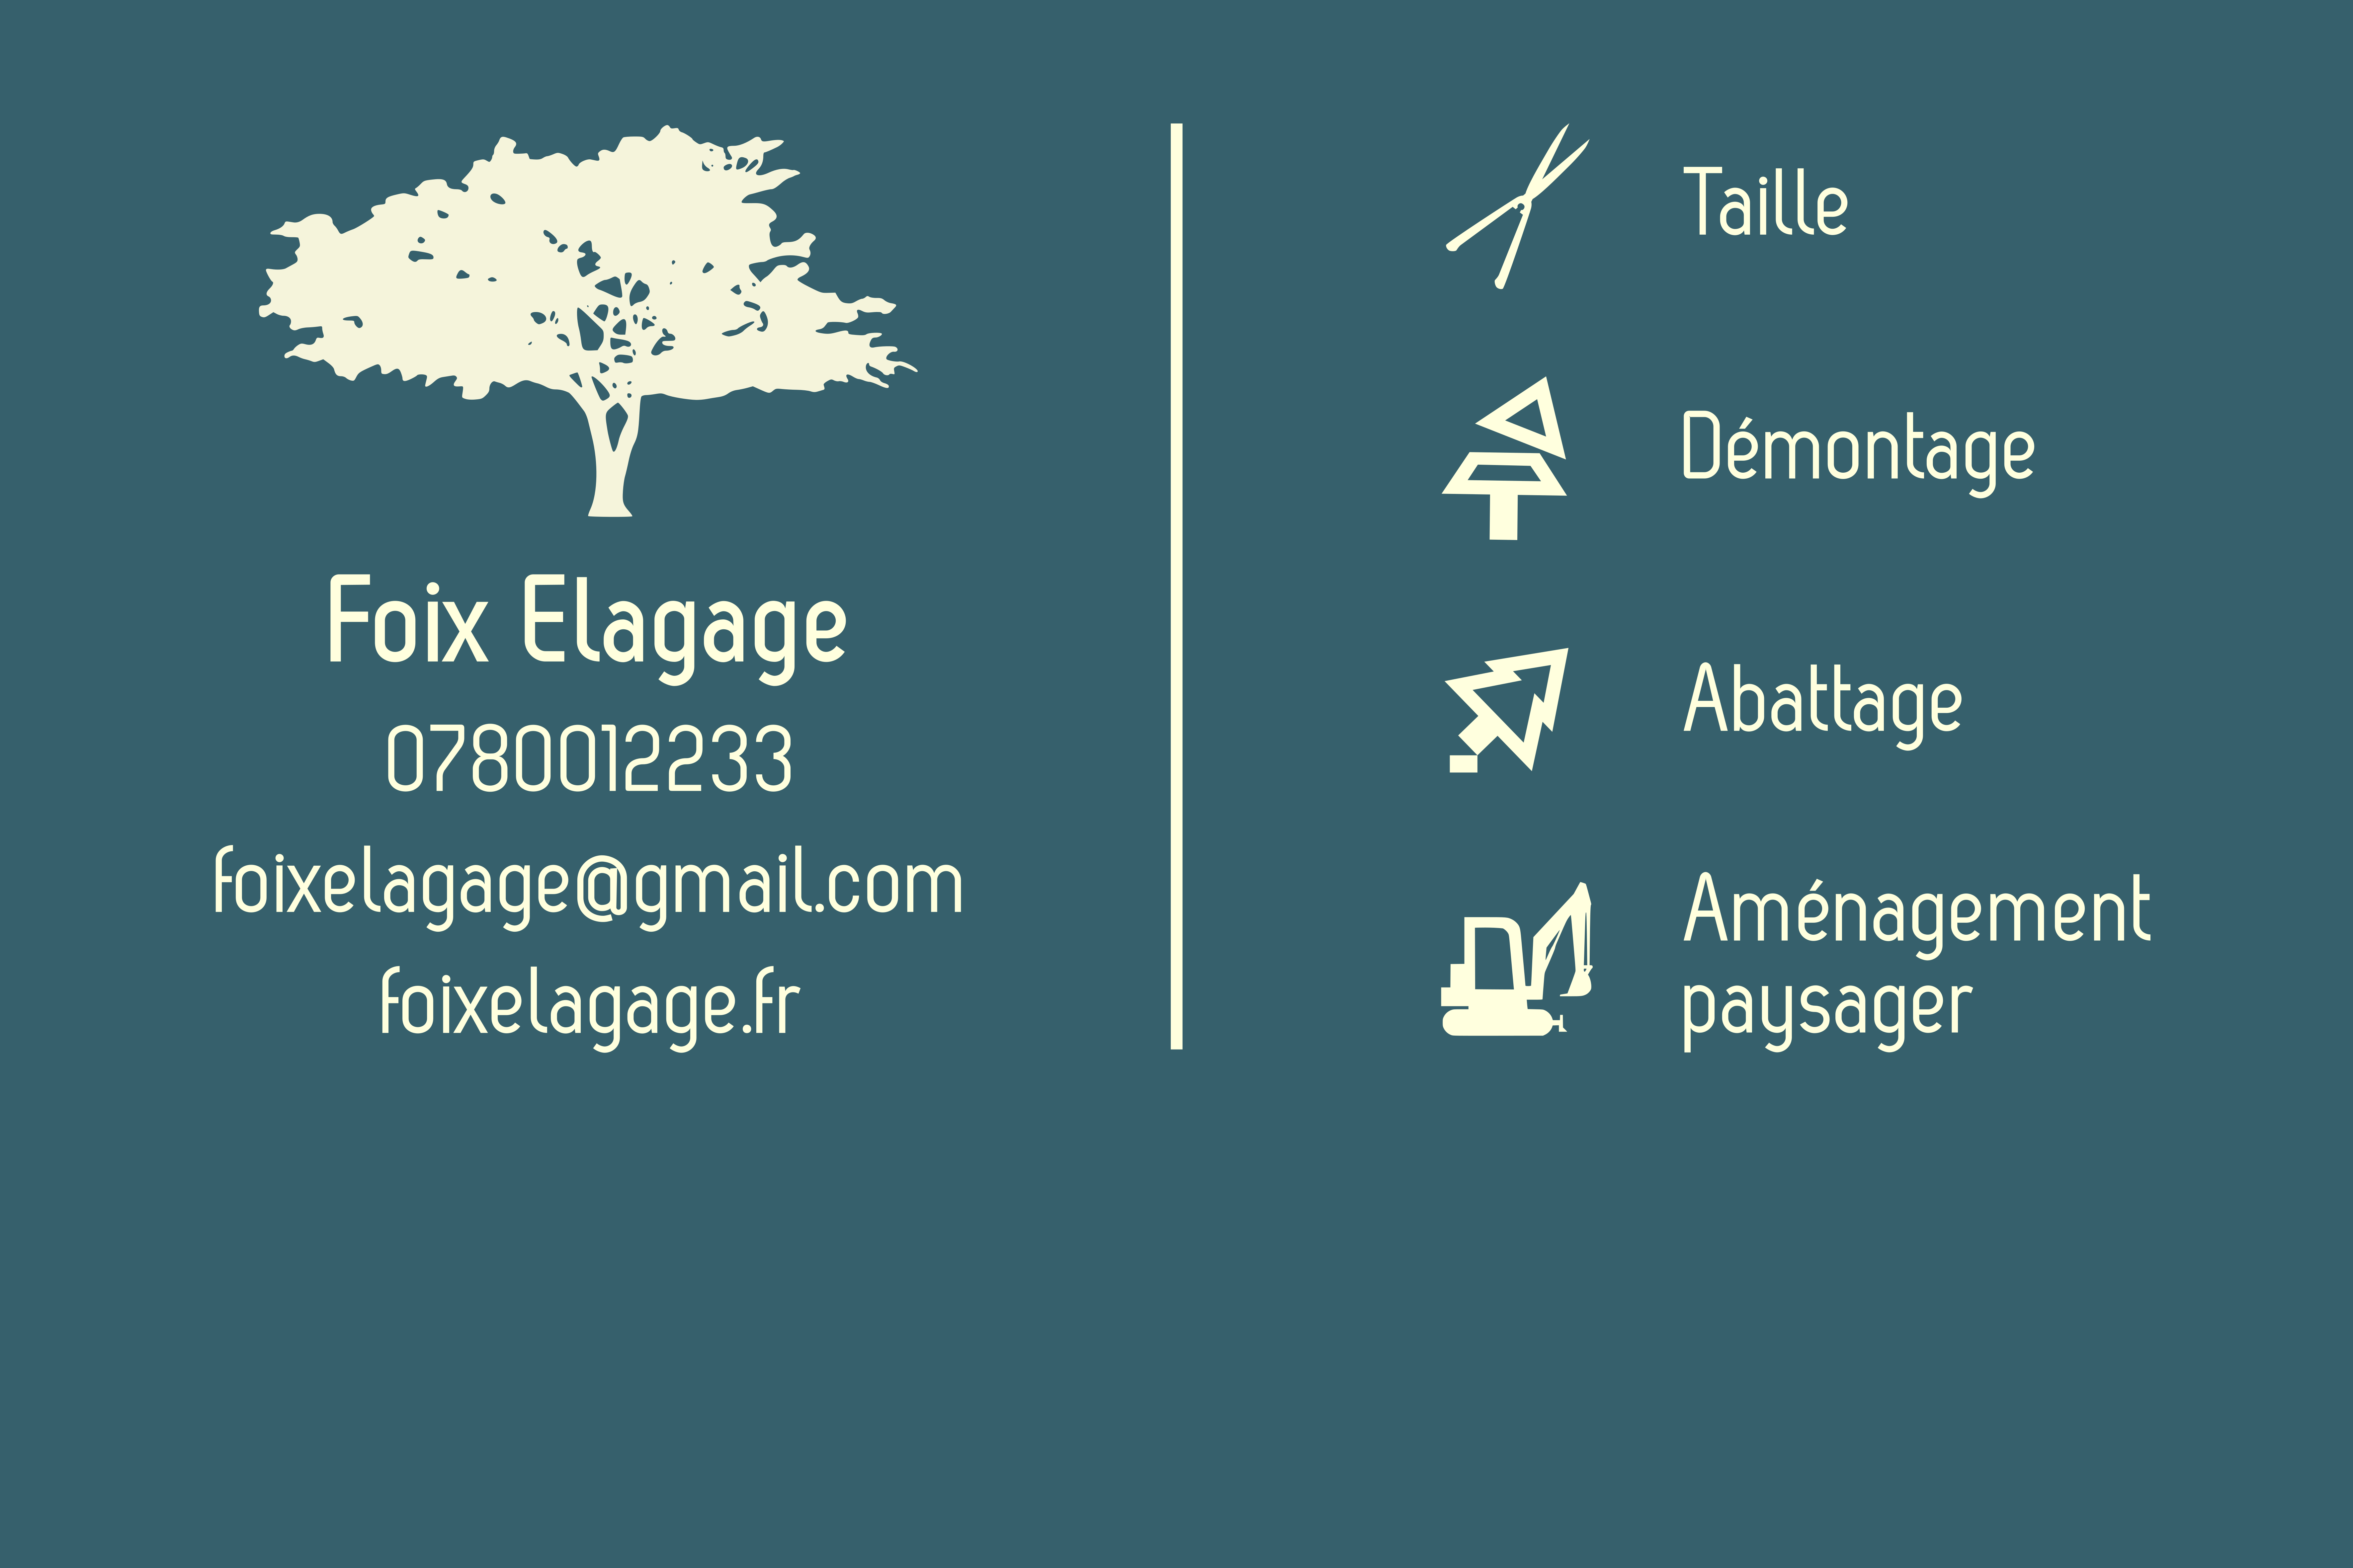 Foix Elagage
0780012233
foixelagage@gmail.com
foixelagage.fr
Taille
Démontage
Abattage
Aménagement
paysager